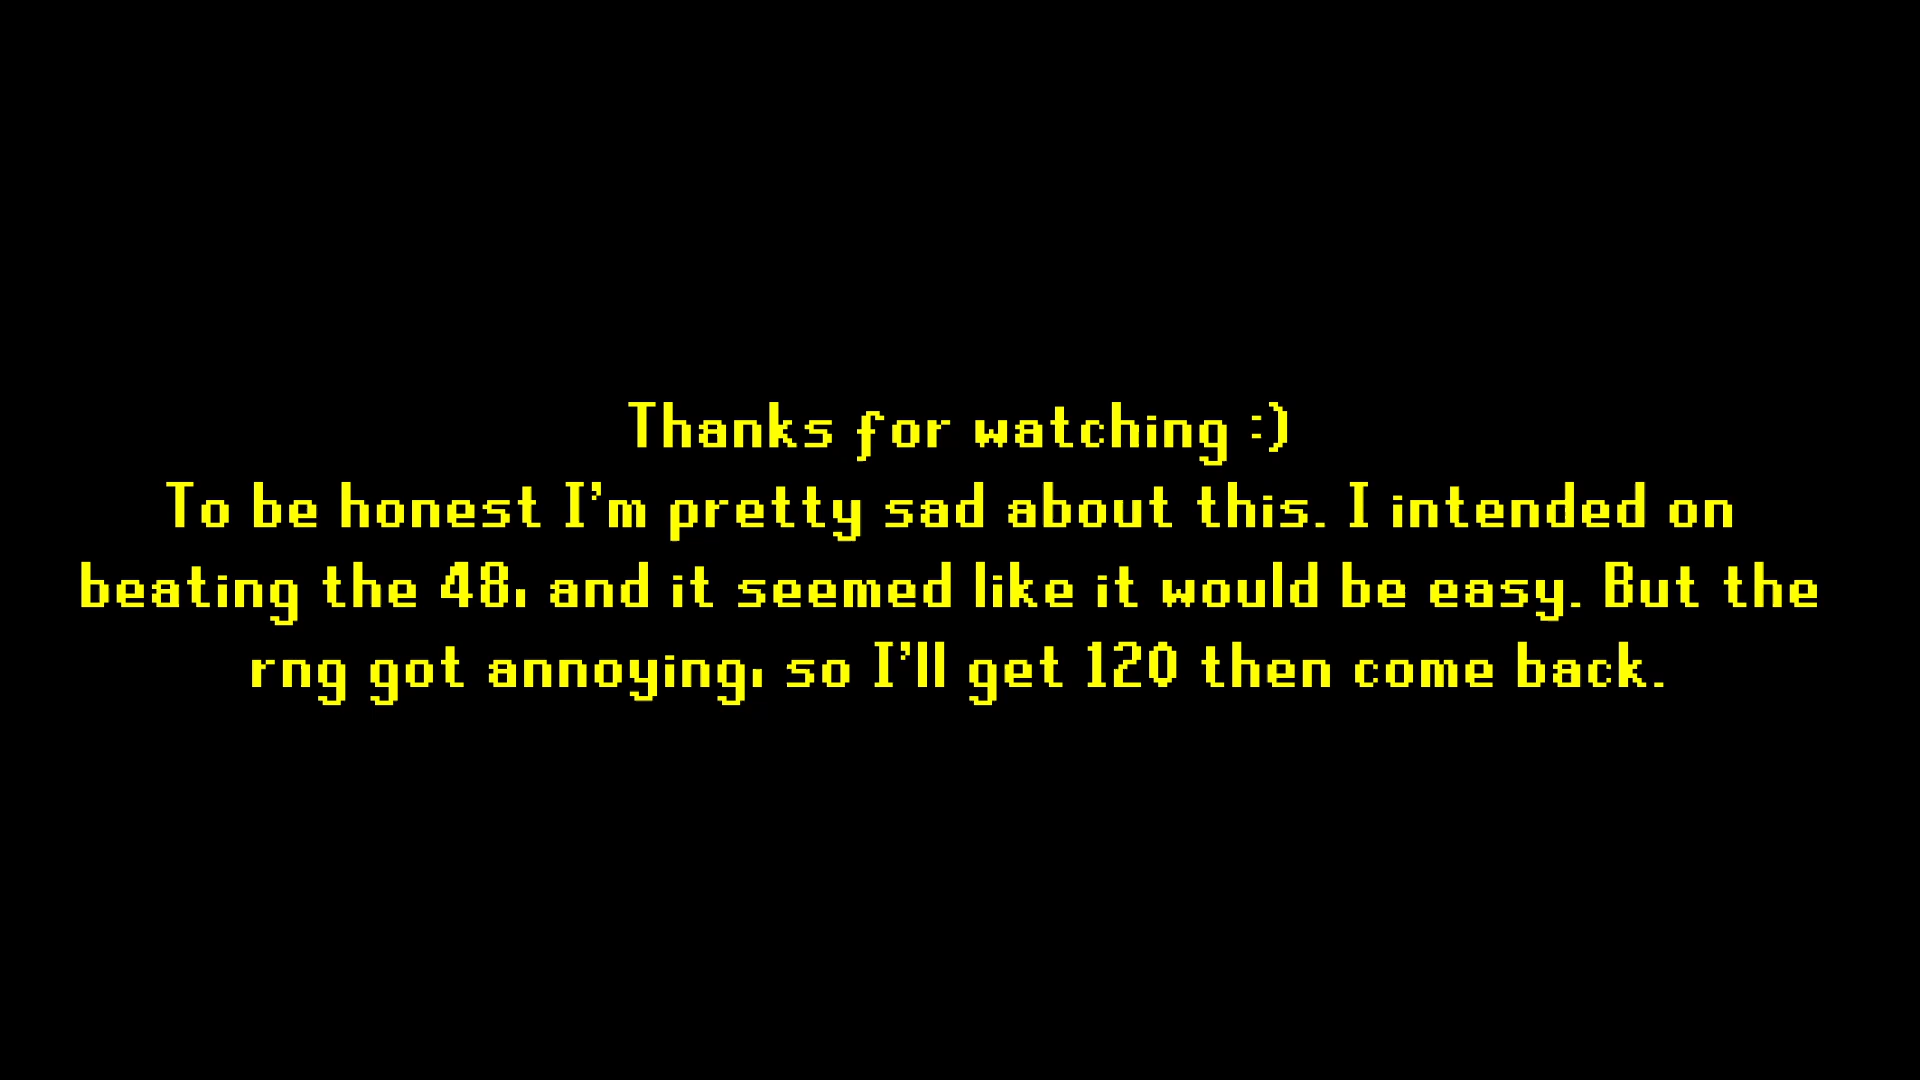 Thanks for watching :)
To be honest I'm pretty sad about this. I intended on
beating the 48, and it seemed like it would be easy. But the
rng got annoying, so I'll get 120 then come back.